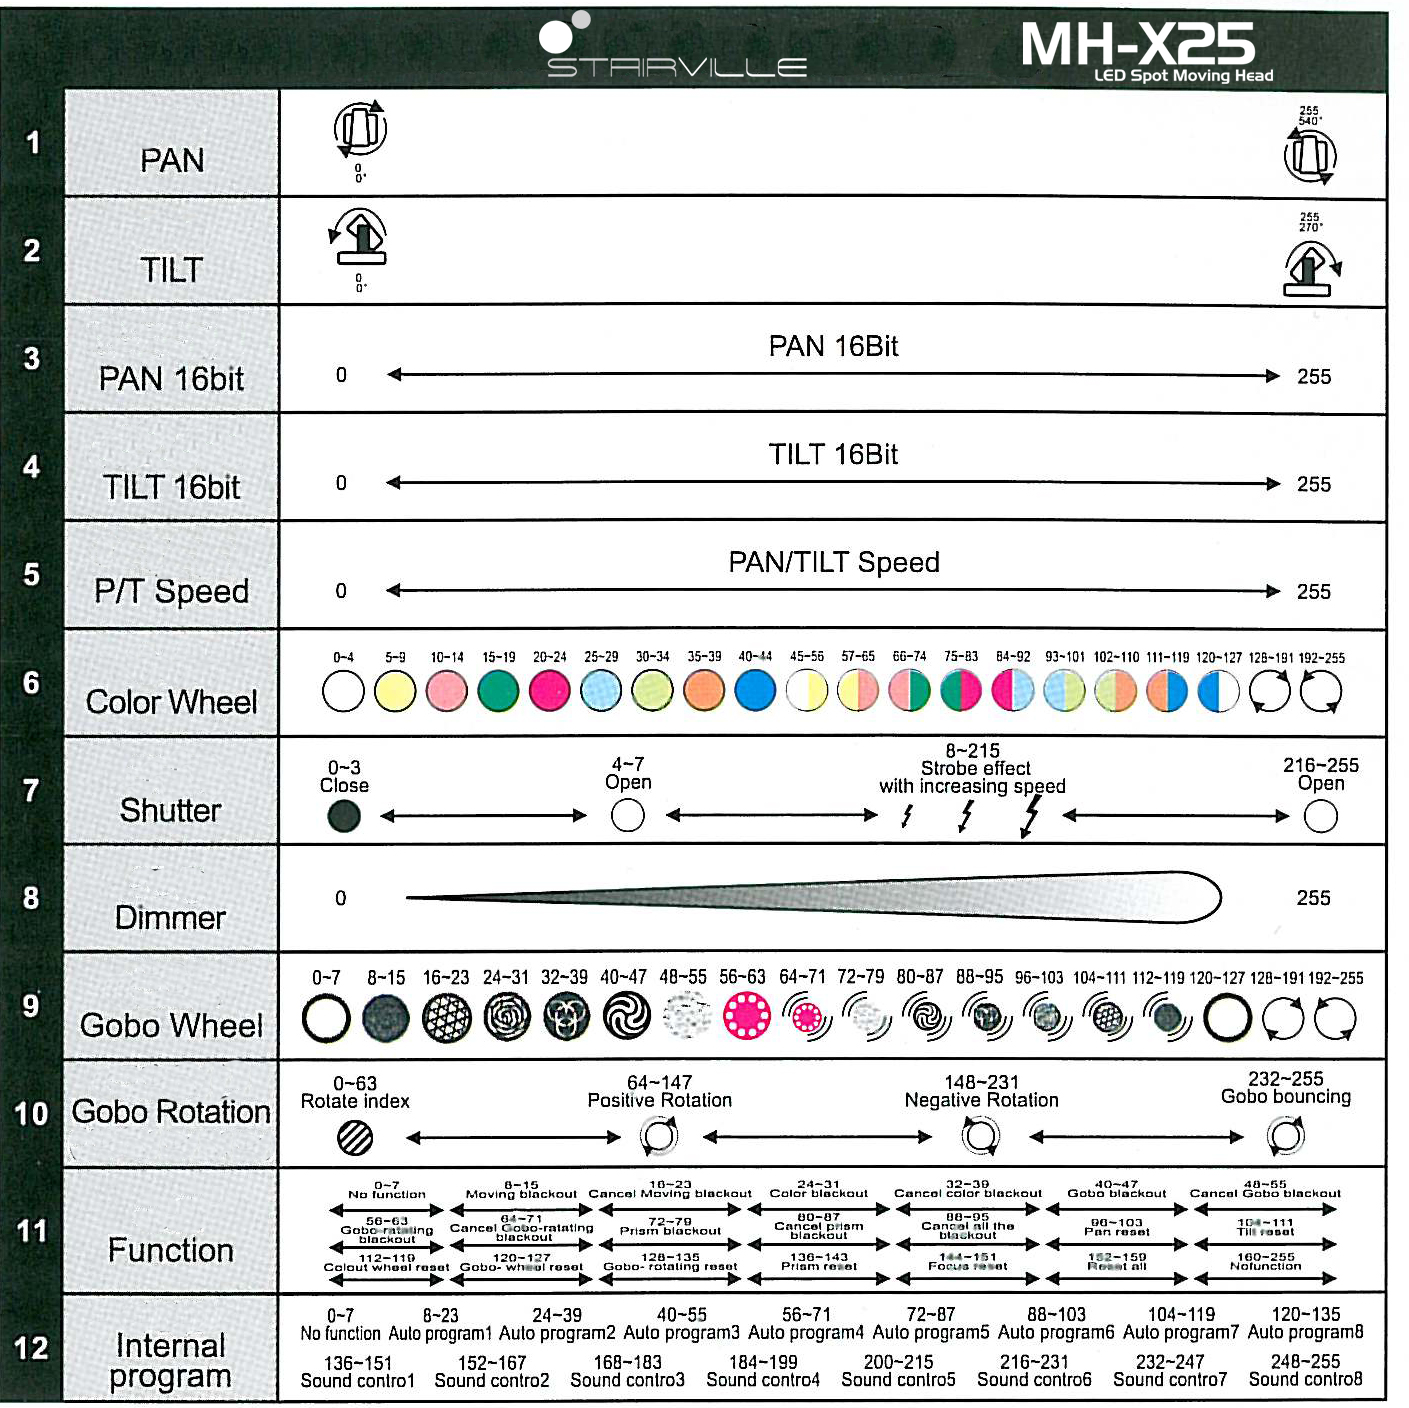 STAIRVILLE
MH-X25
LED Spot Moving Head
1
PAN
0
0°
255
540°
2
TILT
0
0°
255
270°
3
PAN 16bit
PAN 16Bit
0
255
4
TILT 16bit
TILT 16Bit
0
255
5
P/T Speed
PAN/TILT Speed
0
255
6
Color Wheel
0~4 5~9 10~14 15~19 20~24 25~29 30~34 35~39 40~44 45~56 57~65 66~74 75~83 84~92 93~101 102~110 111~119 120~127 128~191 192~255
7
Shutter
0~3
Close
4~7
Open
8~215
Strobe effect
with increasing speed
216~255
Open
8
Dimmer
0
255
9
Gobo Wheel
0~7 8~15 16~23 24~31 32~39 40~47 48~55 56~63 64~71 72~79 80~87 88~95 96~103 104~111 112~119 120~127 128~191 192~255
10
Gobo Rotation
0~63
Rotate index
64~147
Positive Rotation
148~231
Negative Rotation
232~255
Gobo bouncing
11
Function
0~7 8~15 16~23 24~31 32~39 40~47 48~55
No function Moving blackout Cancel Moving blackout Color blackout Cancel color blackout Gobo blackout Cancel Gobo blackout
56~63
Gobo-ratating
blackout
64~71
Cancel Gobo-ratating
blackout
72~79
Prism blackout
80~87
Cancel prism
blackout
88~95
Cancel all the
blackout
96~103
Pan reset
104~111
Tilt reset
112~119 120~127 128~135 136~143 144~151 152~159 160~255
Colout wheel reset Gobo- wheel reset Gobo- rotating reset Prism reset Focus reset Reset all Nofunction
12
Internal
program
0~7 8~23 24~39 40~55 56~71 72~87 88~103 104~119 120~135
No function Auto program1 Auto program2 Auto program3 Auto program4 Auto program5 Auto program6 Auto program7 Auto program8
136~151 152~167 168~183 184~199 200~215 216~231 232~247 248~255
Sound contro1 Sound contro2 Sound contro3 Sound contro4 Sound contro5 Sound contro6 Sound contro7 Sound contro8